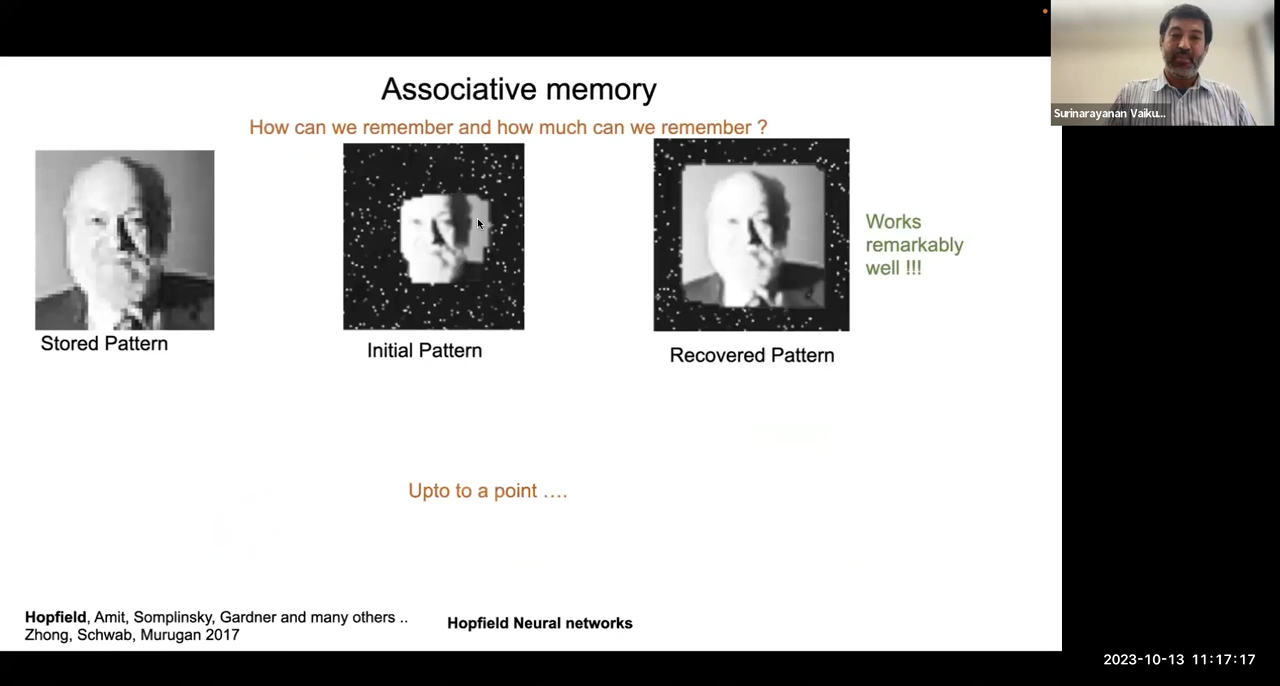 Associative memory
How can we remember and how much can we remember ?
Works
remarkably
well !!!
Stored Pattern
Initial Pattern
Recovered Pattern
Upto to a point ….
Hopfield, Amit, Somplinsky, Gardner and many others ..
Zhong, Schwab, Murugan 2017
Hopfield Neural networks
Surinarayanan Vaiku...
2023-10-13 11:17:17